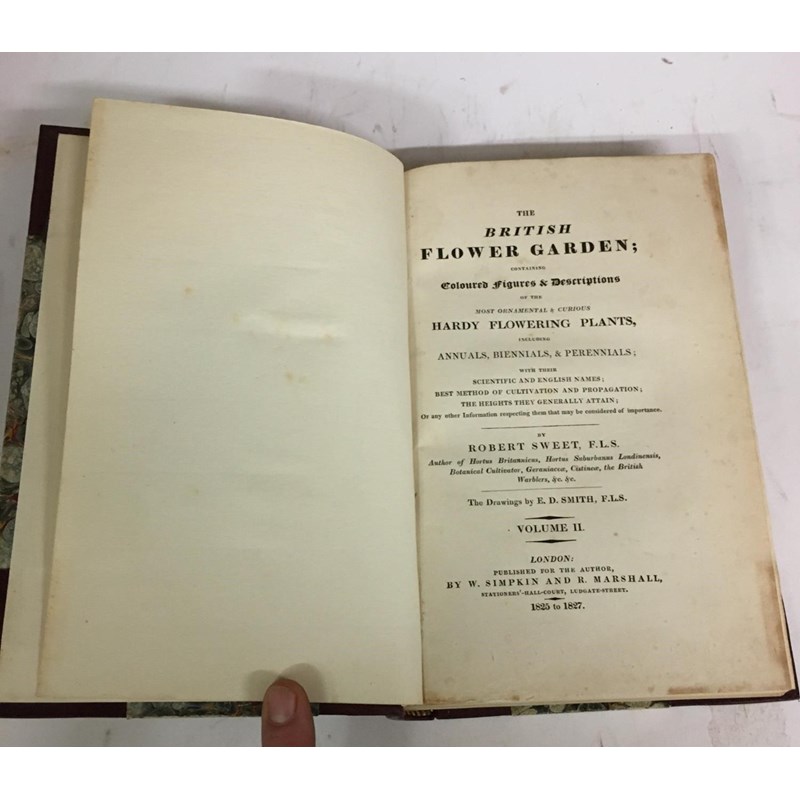 THE
BRITISH
FLOWER GARDEN;
CONTAINING
Coloured Figures & Descriptions
OF THE
MOST ORNAMENTAL & CURIOUS
HARDY FLOWERING PLANTS,
INCLUDING
ANNUALS, BIENNIALS, & PERENNIALS;
WITH THEIR
SCIENTIFIC AND ENGLISH NAMES;
BEST METHOD OF CULTIVATION AND PROPAGATION;
THE HEIGHTS THEY GENERALLY ATTAIN;
Or any other Information respecting them that may be considered of importance.
BY
ROBERT SWEET, F.L.S.
Author of Hortus Britannicus, Hortus Suburbanus Londinensis,
Botanical Cultivator, Geraniaceæ, Cistineæ, the British
Warblers, &c. &c.
The Drawings by E. D. SMITH, F.L.S.
VOLUME II.
LONDON:
PUBLISHED FOR THE AUTHOR,
BY W. SIMPKIN AND R. MARSHALL,
STATIONERS'-HALL-COURT, LUDGATE-STREET.
1825 to 1827.